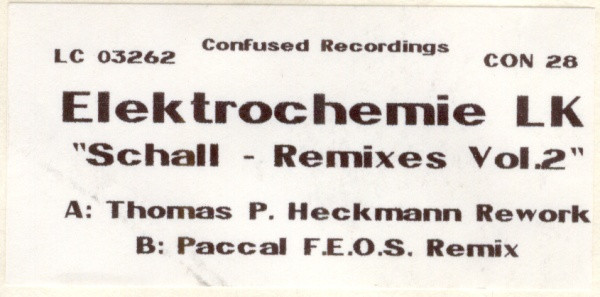 Confused Recordings
LC 03262 CON 28
Elektrochemie LK
"Schall - Remixes Vol.2"
A: Thomas P. Heckmann Rework
B: Paccal F.E.O.S. Remix